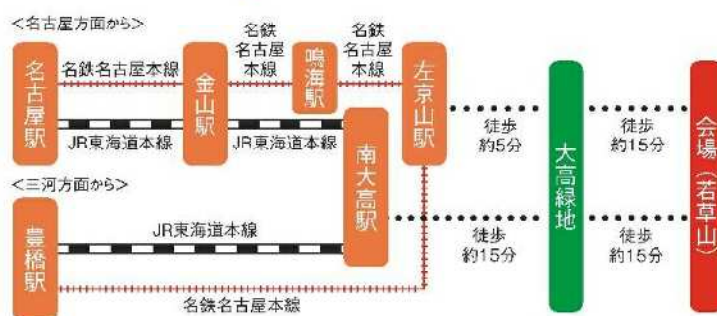 <名古屋方面から>
名古屋駅
名鉄名古屋本線
金山駅
名鉄
名古屋
本線
鳴海駅
名鉄
名古屋
本線
左京山駅
JR東海道本線
JR東海道本線
南大高駅
徒歩
約5分
大高緑地
徒歩
約15分
会場(若草山)
<三河方面から>
豊橋駅
JR東海道本線
徒歩
約15分
徒歩
約15分
名鉄名古屋本線